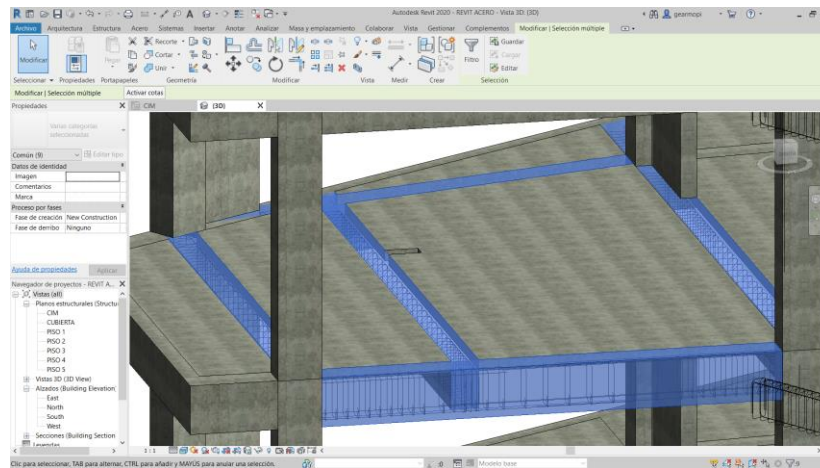 Autodesk Revit 2020 - REVIT ACERO - Vista 3D: {3D}
gearmopi
Archivo Arquitectura Estructura Acero Sistemas Insertar Anotar Analizar Masa y emplazamiento Colaborar Vista Gestionar Complementos Modificar | Selección múltiple
Modificar
Pegar
Recorte
Cortar
Unir
Filtro
Guardar
Cargar
Editar
Seleccionar Propiedades Portapapeles Geometría Modificar Vista Medir Crear Selección
Modificar | Selección múltiple Activar cotas
Propiedades X CIM {3D} X
Varias categorías
seleccionadas
Común (9) Editar tipo
Datos de identidad
Imagen
Comentarios
Marca
Proceso por fases
Fase de creación New Construction
Fase de derribo Ninguno
Ayuda de propiedades Aplicar
Navegador de proyectos - REVIT A... X
Vistas (all)
Planos estructurales (Structu
CIM
CUBIERTA
PISO 1
PISO 2
PISO 3
PISO 4
PISO 5
Vistas 3D (3D View)
Alzados (Building Elevation)
East
North
South
West
Secciones (Building Section
Leyendas
1:1
Clic para seleccionar, TAB para alternar, CTRL para añadir y MAYÚS para anular una selección.
:0
Modelo base